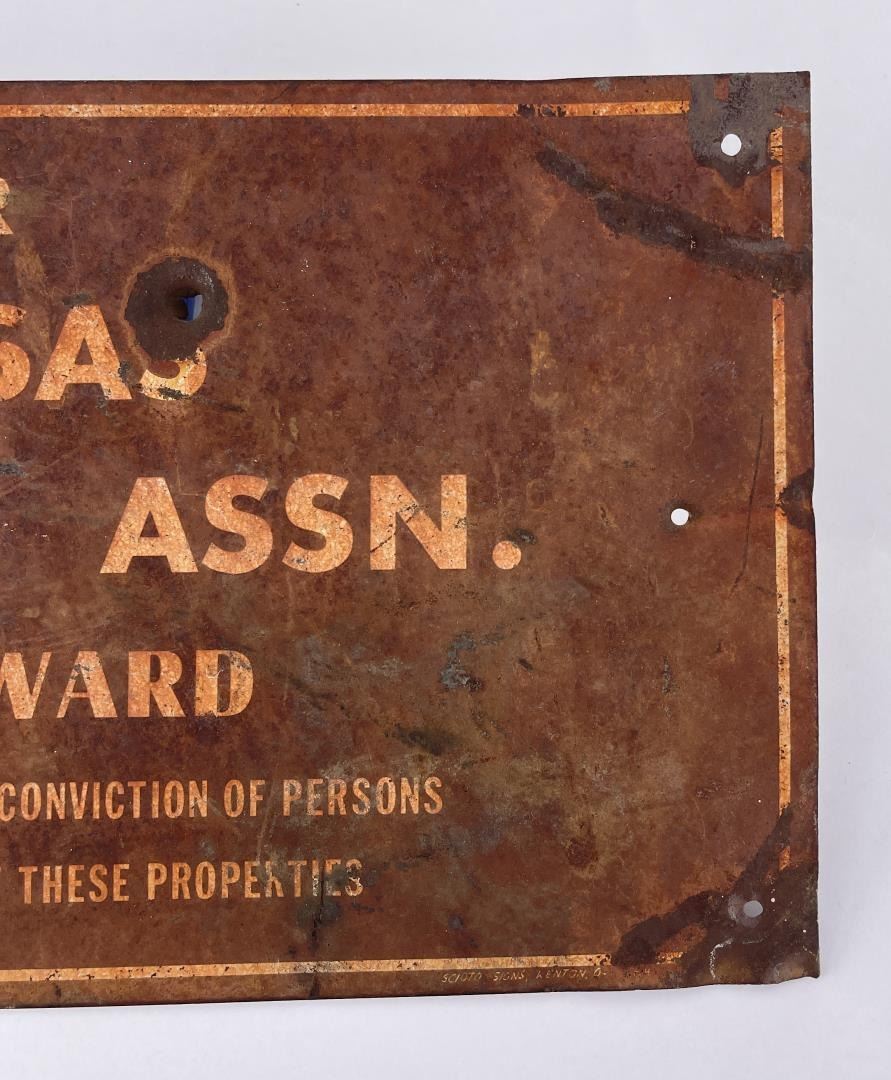 R
SAS
ASSN.
WARD
CONVICTION OF PERSONS
THESE PROPERTIES
SCIOTO SIGNS, KENTON, O.